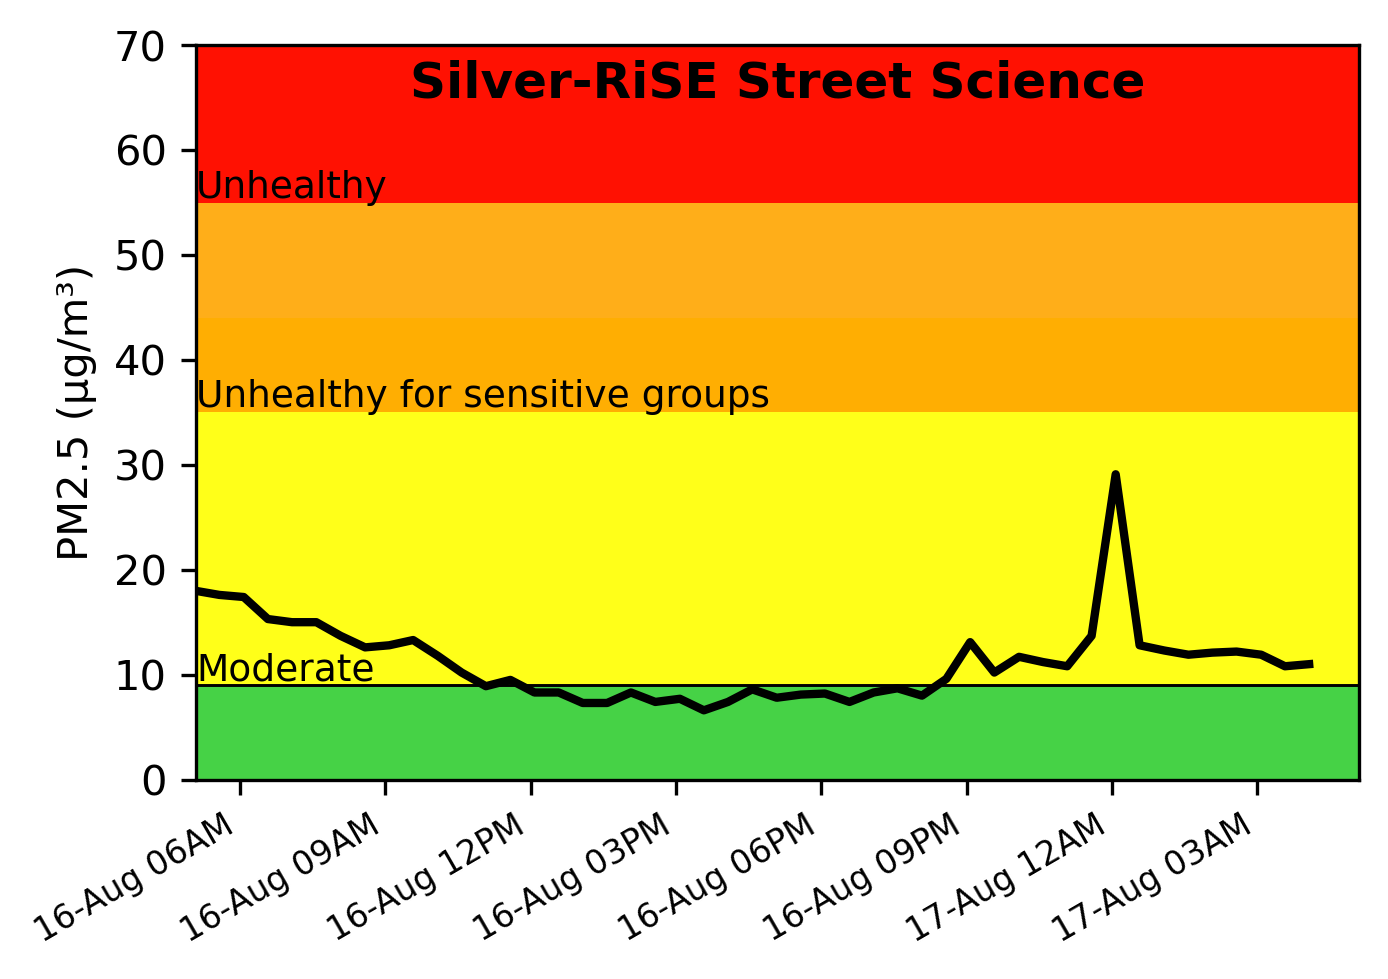 Silver-RiSE Street Science
70
60
Unhealthy
50
40
Unhealthy for sensitive groups
30
20
10
Moderate
0
PM2.5 (μg/m³)
16-Aug 06AM
16-Aug 09AM
16-Aug 12PM
16-Aug 03PM
16-Aug 06PM
16-Aug 09PM
17-Aug 12AM
17-Aug 03AM